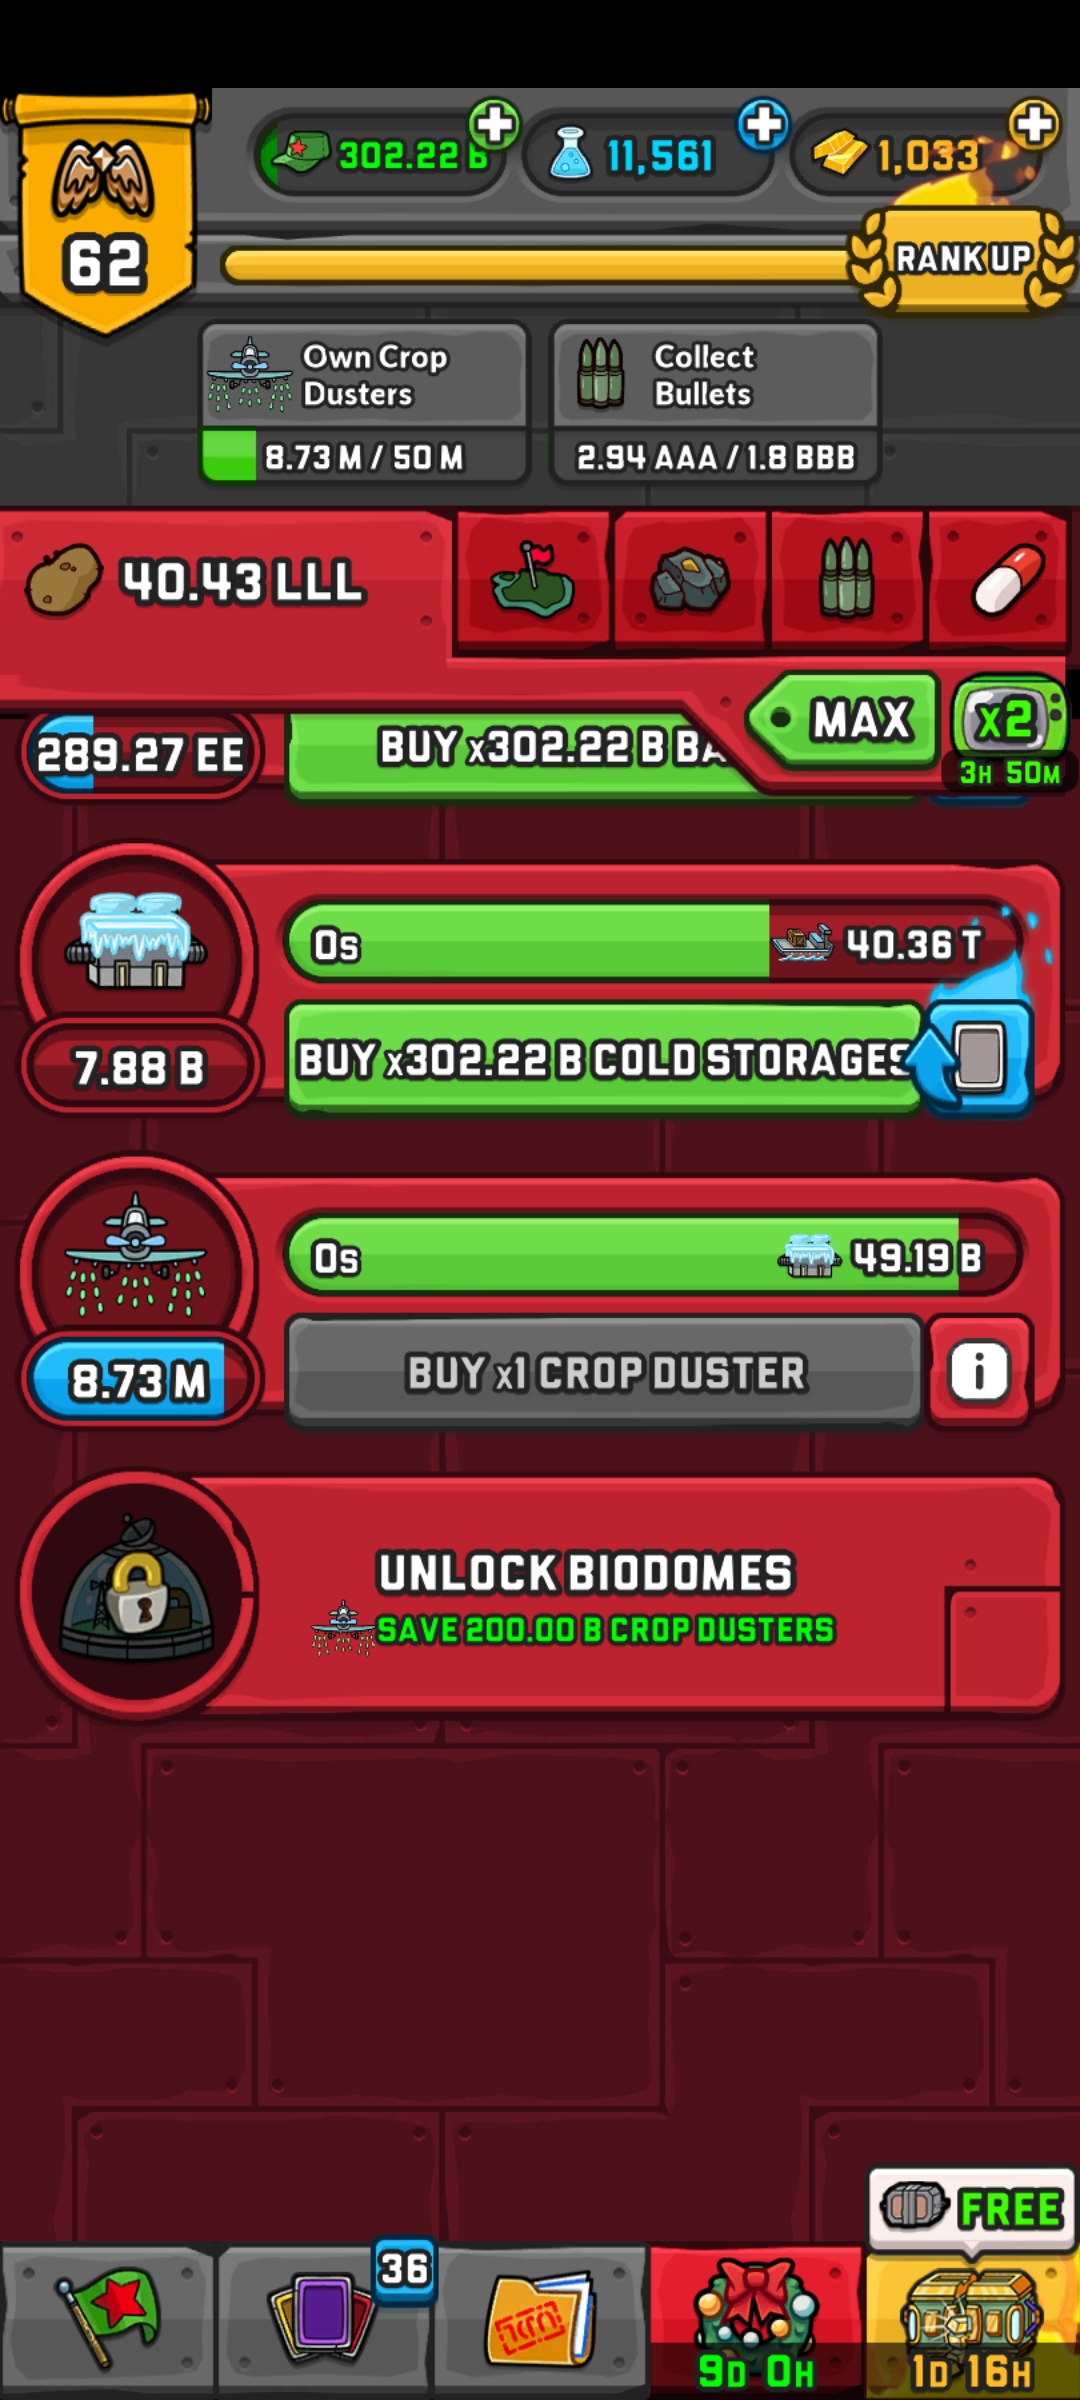 302.22 B
11,561
1,033
62
RANK UP
Own Crop
Dusters
8.73 M / 50 M
Collect
Bullets
2.94 AAA / 1.8 BBB
40.43 LLL
MAX
x2
3H 50M
289.27 EE
BUY x302.22 B BA
0s
40.36 T
7.88 B
BUY x302.22 B COLD STORAGES
0s
49.19 B
8.73 M
BUY x1 CROP DUSTER
i
UNLOCK BIODOMES
SAVE 200.00 B CROP DUSTERS
FREE
36
9D 0H
1D 16H